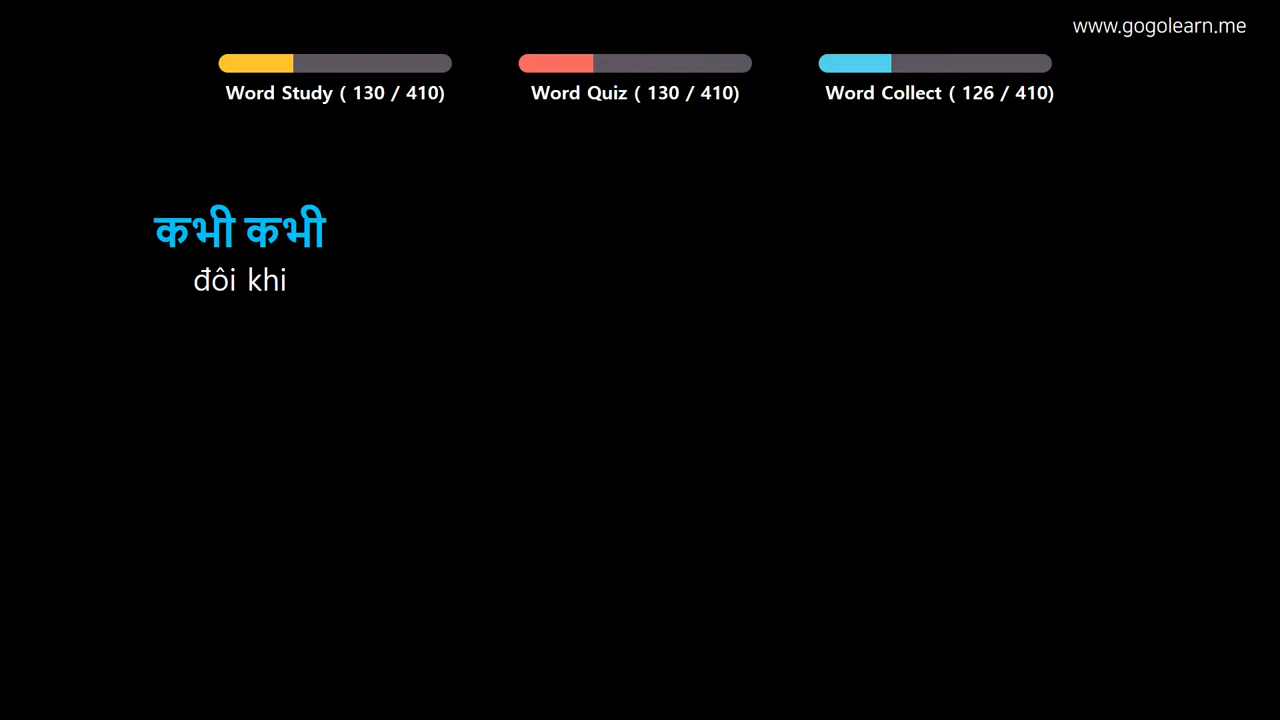 www.gogolearn.me
Word Study ( 130 / 410)
Word Quiz ( 130 / 410)
Word Collect ( 126 / 410)
कभी कभी
đôi khi